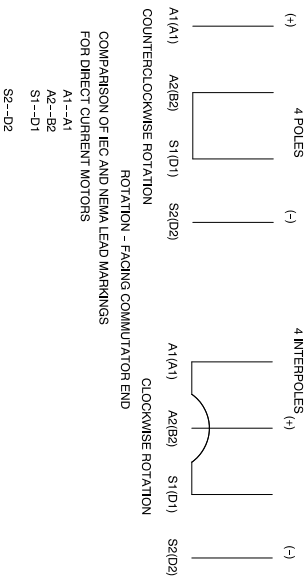 4 POLES
4 INTERPOLES
(+)
(−)
(+)
(−)
A1(A1)
A2(B2)
S1(D1)
S2(D2)
A1(A1)
A2(B2)
S1(D1)
S2(D2)
COUNTERCLOCKWISE ROTATION
CLOCKWISE ROTATION
ROTATION - FACING COMMUTATOR END
COMPARISON OF IEC AND NEMA LEAD MARKINGS
FOR DIRECT CURRENT MOTORS
A1--A1
A2--B2
S1--D1
S2--D2